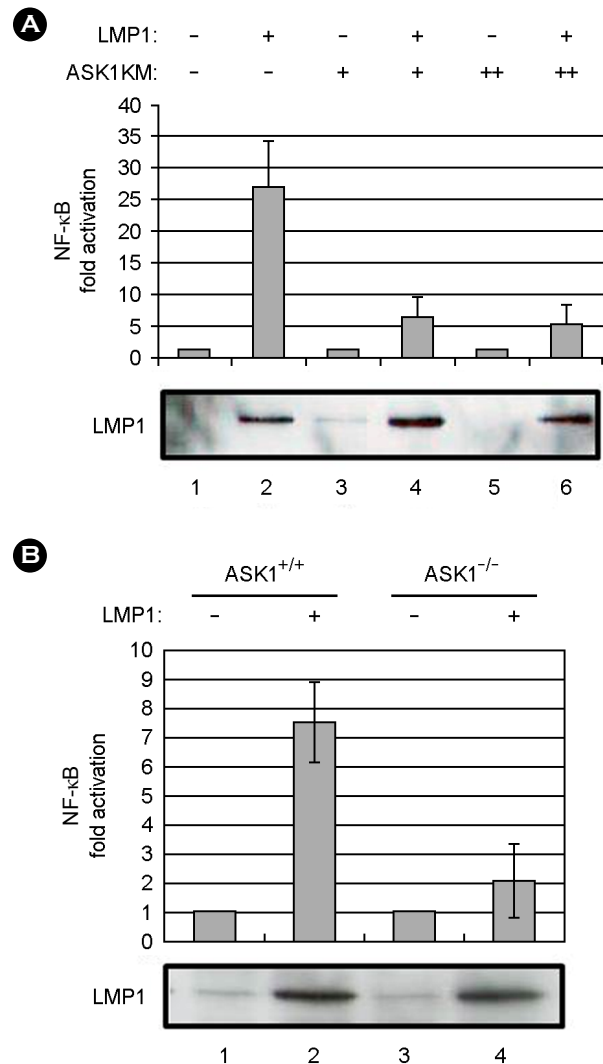 A
LMP1: – + – + – +
ASK1KM: – – + + ++ ++
40
35
30
25
20
15
10
5
0
NF-κB
fold activation
LMP1
1 2 3 4 5 6
B
ASK1+/+ ASK1–/–
LMP1: – + – +
10
9
8
7
6
5
4
3
2
1
0
NF-κB
fold activation
LMP1
1 2 3 4